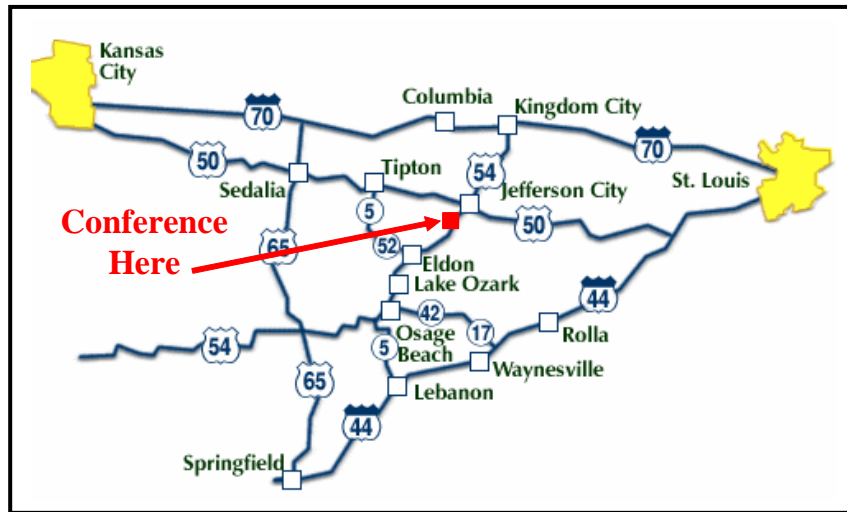 Kansas
City
70
Columbia
Kingdom City
70
50
Sedalia
Tipton
54
Jefferson City
St. Louis
5
50
Conference
Here
65
52
Eldon
Lake Ozark
44
42
17
Rolla
54
5
Osage
Beach
Waynesville
65
Lebanon
44
Springfield